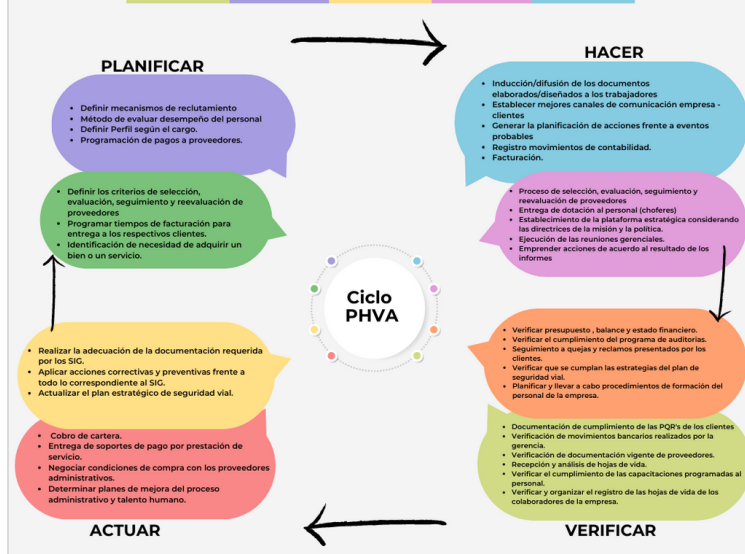 PLANIFICAR
• Definir mecanismos de reclutamiento
• Método de evaluar desempeño del personal
• Definir Perfil según el cargo.
• Programación de pagos a proveedores.
• Definir los criterios de selección,
evaluación, seguimiento y reevaluación de
proveedores
• Programar tiempos de facturación para
entrega a los respectivos clientes.
• Identificación de necesidad de adquirir un
bien o un servicio.
HACER
• Inducción/difusión de los documentos
elaborados/diseñados a los trabajadores
• Establecer mejores canales de comunicación empresa -
clientes
• Generar la planificación de acciones frente a eventos
probables
• Registro movimientos de contabilidad.
• Facturación.
• Proceso de selección, evaluación, seguimiento y
reevaluación de proveedores
• Entrega de dotación al personal (choferes)
• Establecimiento de la plataforma estratégica considerando
las directrices de la misión y la política.
• Ejecución de las reuniones gerenciales.
• Emprender acciones de acuerdo al resultado de los
informes
Ciclo
PHVA
• Realizar la adecuación de la documentación requerida
por los SIG.
• Aplicar acciones correctivas y preventivas frente a
todo lo correspondiente al SIG.
• Actualizar el plan estratégico de seguridad vial.
• Cobro de cartera.
• Entrega de soportes de pago por prestación de
servicio.
• Negociar condiciones de compra con los proveedores
administrativos.
• Determinar planes de mejora del proceso
administrativo y talento humano.
ACTUAR
• Verificar presupuesto , balance y estado financiero.
• Verificar el cumplimiento del programa de auditorias.
• Seguimiento a quejas y reclamos presentados por los
clientes.
• Verificar que se cumplan las estrategias del plan de
seguridad vial.
• Planificar y llevar a cabo procedimientos de formación del
personal de la empresa.
• Documentación de cumplimiento de las PQR's de los clientes
• Verificación de movimientos bancarios realizados por la
gerencia.
• Verificación de documentación vigente de proveedores.
• Recepción y análisis de hojas de vida.
• Verificar el cumplimiento de las capacitaciones programadas al
personal.
• Verificar y organizar el registro de las hojas de vida de los
colaboradores de la empresa.
VERIFICAR